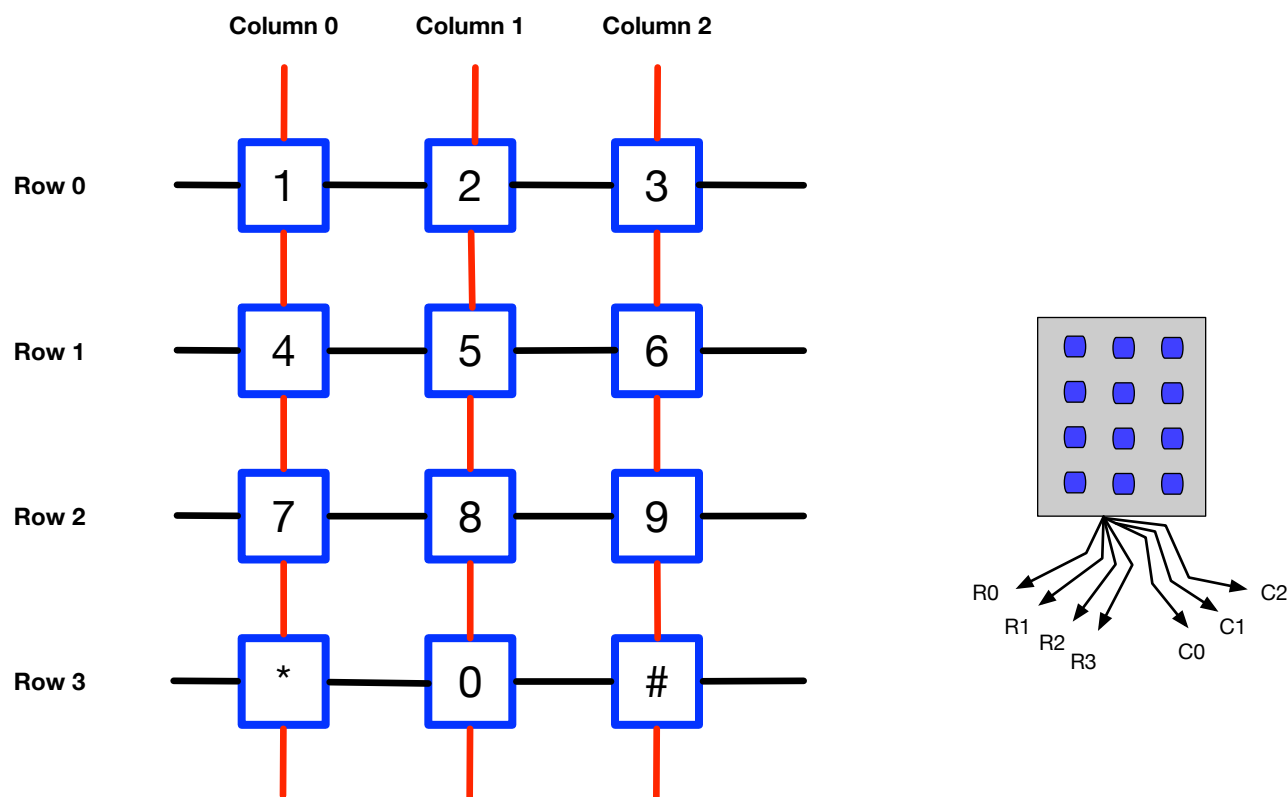 Column 0 Column 1 Column 2
Row 0 1 2 3
Row 1 4 5 6
Row 2 7 8 9
Row 3 * 0 #
R0 C2
R1 C1
R2 C0
R3